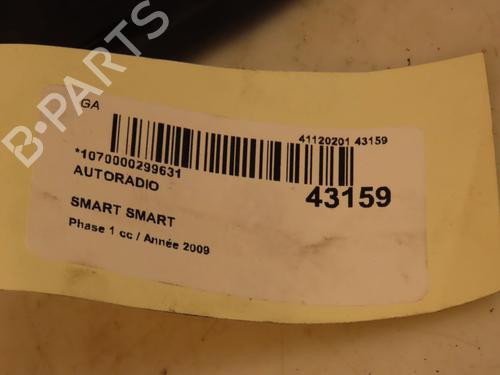 GA
41120201 43159
*1070000299631
AUTORADIO
43159
SMART SMART
Phase 1 cc / Année 2009
B-PARTS